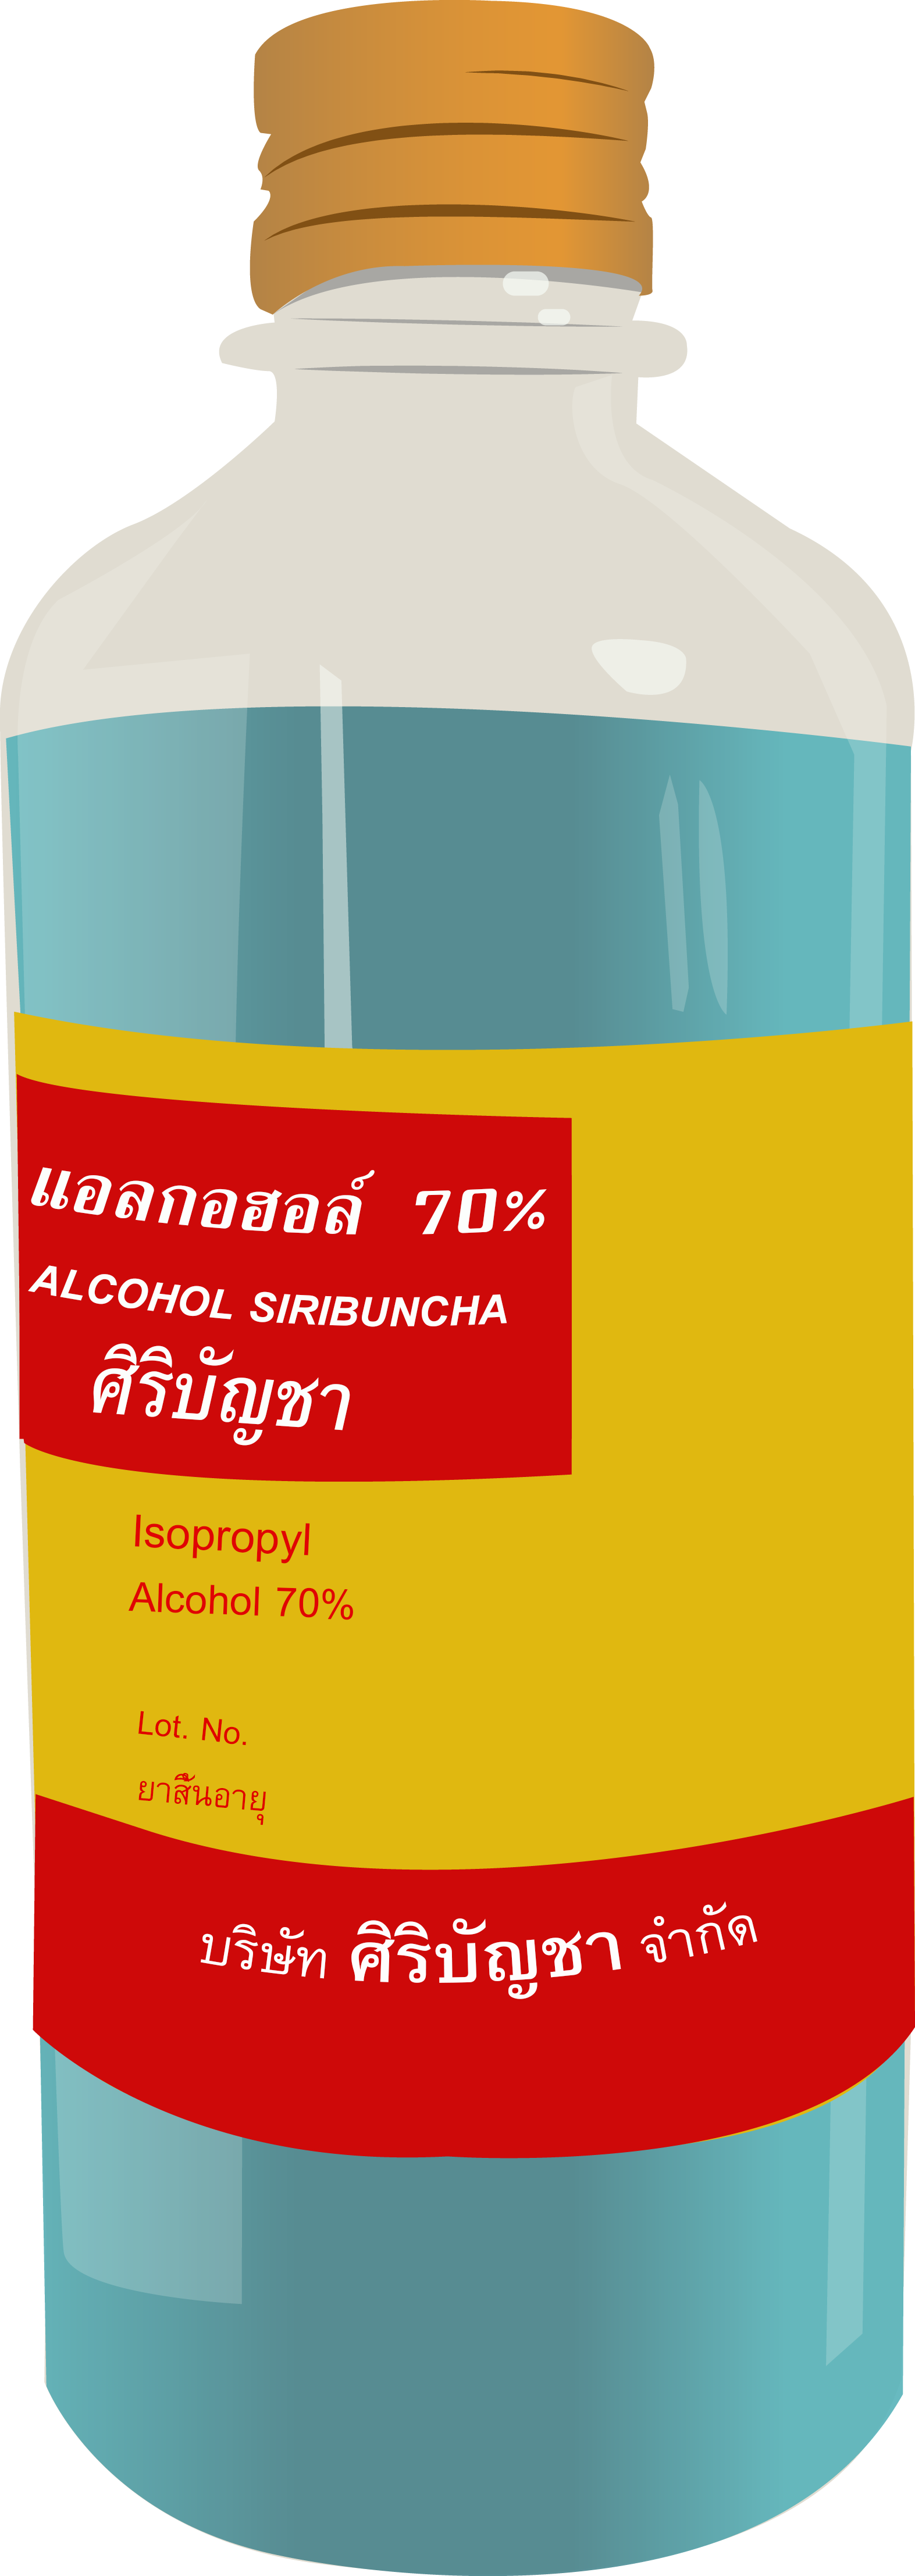 แอลกอฮอล์ 70%
ALCOHOL SIRIBUNCHA
ศิริบัญชา
Isopropyl
Alcohol 70%
Lot. No.
ยาสิ้นอายุ
บริษัท ศิริบัญชา จำกัด